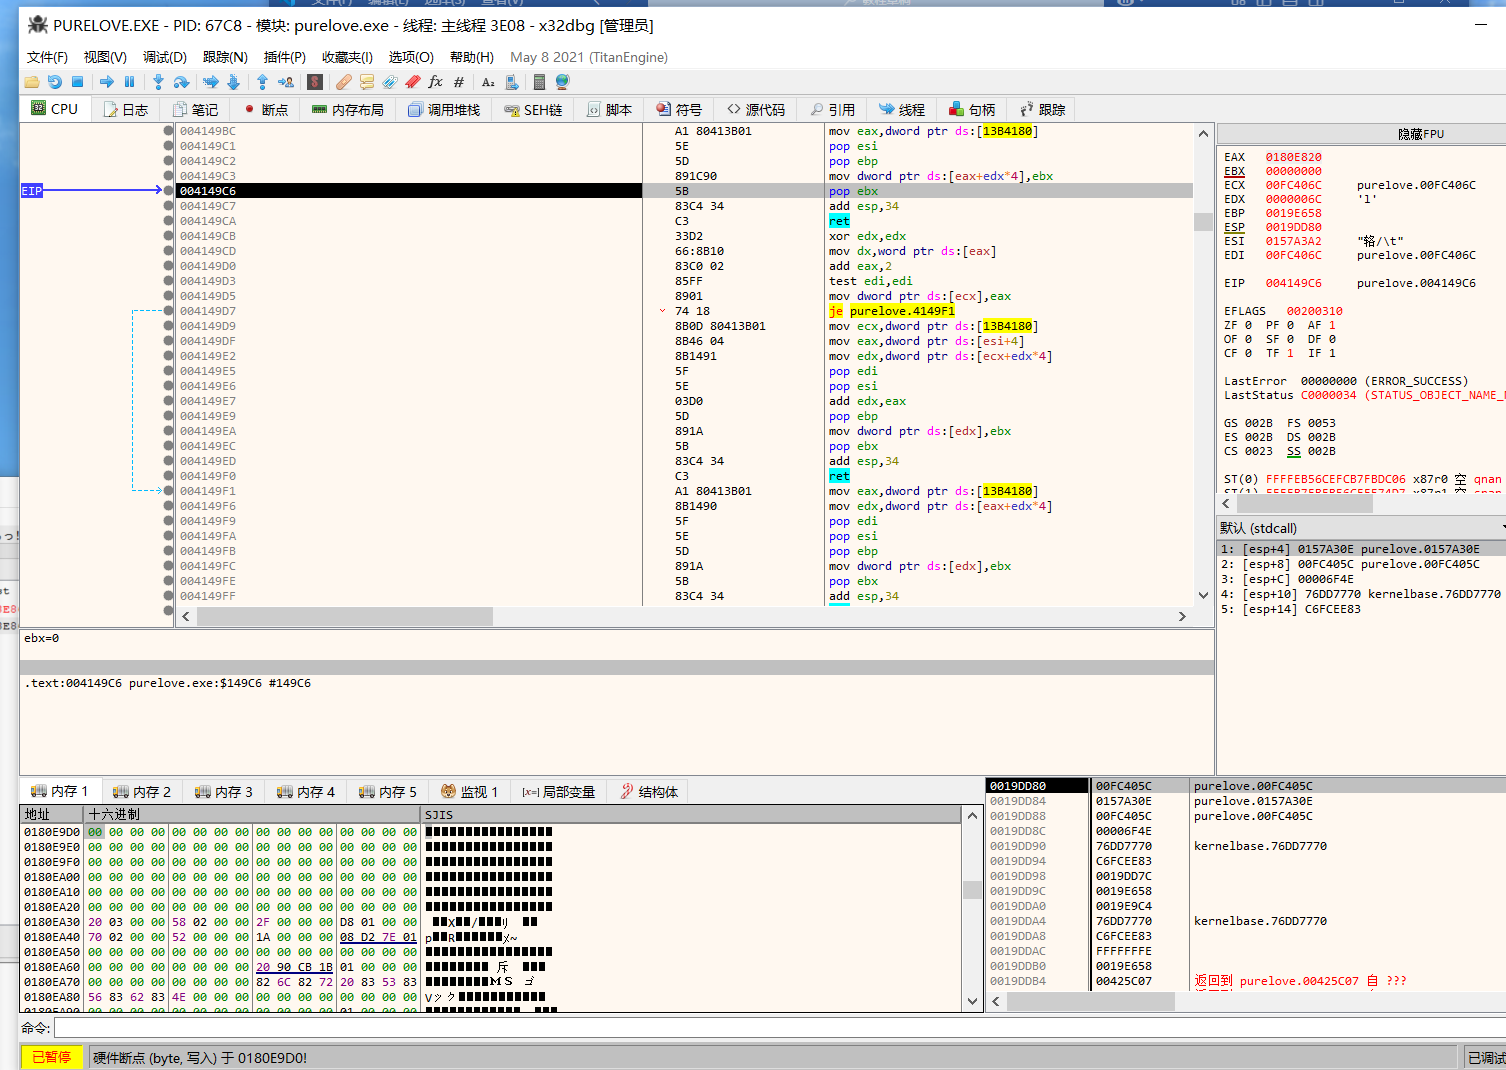 PURELOVE.EXE - PID: 67C8 - 模块: purelove.exe - 线程: 主线程 3E08 - x32dbg [管理员]
文件(F) 视图(V) 调试(D) 跟踪(N) 插件(P) 收藏夹(I) 选项(O) 帮助(H) May 8 2021 (TitanEngine)
CPU 日志 笔记 断点 内存布局 调用堆栈 SEH链 脚本 符号 源代码 引用 线程 句柄 跟踪
EIP
004149BC A1 80413B01 mov eax,dword ptr ds:[13B4180]
004149C1 5E pop esi
004149C2 5D pop ebp
004149C3 891C90 mov dword ptr ds:[eax+edx*4],ebx
004149C6 5B pop ebx
004149C7 83C4 34 add esp,34
004149CA C3 ret
004149CB 33D2 xor edx,edx
004149CD 66:8B10 mov dx,word ptr ds:[eax]
004149D0 83C0 02 add eax,2
004149D3 85FF test edi,edi
004149D5 8901 mov dword ptr ds:[ecx],eax
004149D7 74 18 je purelove.4149F1
004149D9 8B0D 80413B01 mov ecx,dword ptr ds:[13B4180]
004149DF 8B46 04 mov eax,dword ptr ds:[esi+4]
004149E2 8B1491 mov edx,dword ptr ds:[ecx+edx*4]
004149E5 5F pop edi
004149E6 5E pop esi
004149E7 03D0 add edx,eax
004149E9 5D pop ebp
004149EA 891A mov dword ptr ds:[edx],ebx
004149EC 5B pop ebx
004149ED 83C4 34 add esp,34
004149F0 C3 ret
004149F1 A1 80413B01 mov eax,dword ptr ds:[13B4180]
004149F6 8B1490 mov edx,dword ptr ds:[eax+edx*4]
004149F9 5F pop edi
004149FA 5E pop esi
004149FB 5D pop ebp
004149FC 891A mov dword ptr ds:[edx],ebx
004149FE 5B pop ebx
004149FF 83C4 34 add esp,34
隐藏FPU
EAX 0180E820
EBX 00000000
ECX 00FC406C purelove.00FC406C
EDX 0000006C 'l'
EBP 0019E658
ESP 0019DD80
ESI 0157A3A2 "辂/\t"
EDI 00FC406C purelove.00FC406C
EIP 004149C6 purelove.004149C6
EFLAGS 00200310
ZF 0 PF 0 AF 1
OF 0 SF 0 DF 0
CF 0 TF 1 IF 1
LastError 00000000 (ERROR_SUCCESS)
LastStatus C0000034 (STATUS_OBJECT_NAME_
GS 002B FS 0053
ES 002B DS 002B
CS 0023 SS 002B
ST(0) FFFFEB56CEFCB7FBDC06 x87r0 空 qnan
默认 (stdcall)
1: [esp+4] 0157A30E purelove.0157A30E
2: [esp+8] 00FC405C purelove.00FC405C
3: [esp+C] 00006F4E
4: [esp+10] 76DD7770 kernelbase.76DD7770
5: [esp+14] C6FCEE83
ebx=0
.text:004149C6 purelove.exe:$149C6 #149C6
内存 1 内存 2 内存 3 内存 4 内存 5 监视 1 [x=] 局部变量 结构体
地址 十六进制 SJIS
0180E9D0 00 00 00 00 00 00 00 00 00 00 00 00 00 00 00 00
0180E9E0 00 00 00 00 00 00 00 00 00 00 00 00 00 00 00 00
0180E9F0 00 00 00 00 00 00 00 00 00 00 00 00 00 00 00 00
0180EA00 00 00 00 00 00 00 00 00 00 00 00 00 00 00 00 00
0180EA10 00 00 00 00 00 00 00 00 00 00 00 00 00 00 00 00
0180EA20 00 00 00 00 00 00 00 00 00 00 00 00 00 00 00 00
0180EA30 20 03 00 00 58 02 00 00 2F 00 00 00 D8 01 00 00 X / リ
0180EA40 70 02 00 00 52 00 00 00 1A 00 00 00 08 D2 7E 01 p R メ~
0180EA50 00 00 00 00 00 00 00 00 00 00 00 00 00 00 00 00
0180EA60 00 00 00 00 00 00 00 00 20 90 CB 1B 01 00 00 00 斥
0180EA70 00 00 00 00 00 00 00 00 82 6C 82 72 20 83 53 83 ＭＳ ゴ
0180EA80 56 83 62 83 4E 00 00 00 00 00 00 00 00 00 00 00 Vック
0019DD80 00FC405C purelove.00FC405C
0019DD84 0157A30E purelove.0157A30E
0019DD88 00FC405C purelove.00FC405C
0019DD8C 00006F4E
0019DD90 76DD7770 kernelbase.76DD7770
0019DD94 C6FCEE83
0019DD98 0019DD7C
0019DD9C 0019E658
0019DDA0 0019E9C4
0019DDA4 76DD7770 kernelbase.76DD7770
0019DDA8 C6FCEE83
0019DDAC FFFFFFFE
0019DDB0 0019E658
0019DDB4 00425C07 返回到 purelove.00425C07 自 ???
命令:
已暂停 硬件断点 (byte, 写入) 于 0180E9D0! 已调试